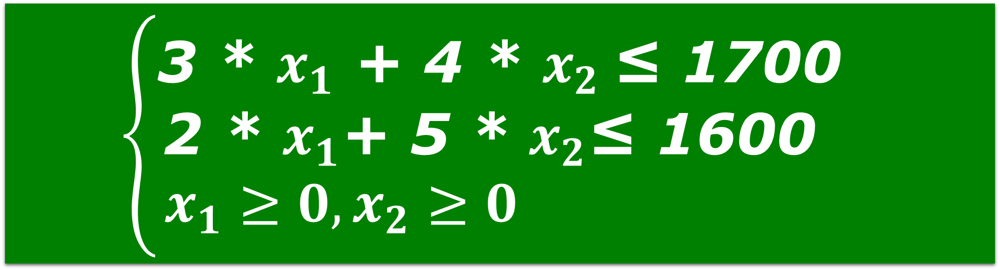 3 * x₁ + 4 * x₂ ≤ 1700
2 * x₁ + 5 * x₂ ≤ 1600
x₁ ≥ 0, x₂ ≥ 0